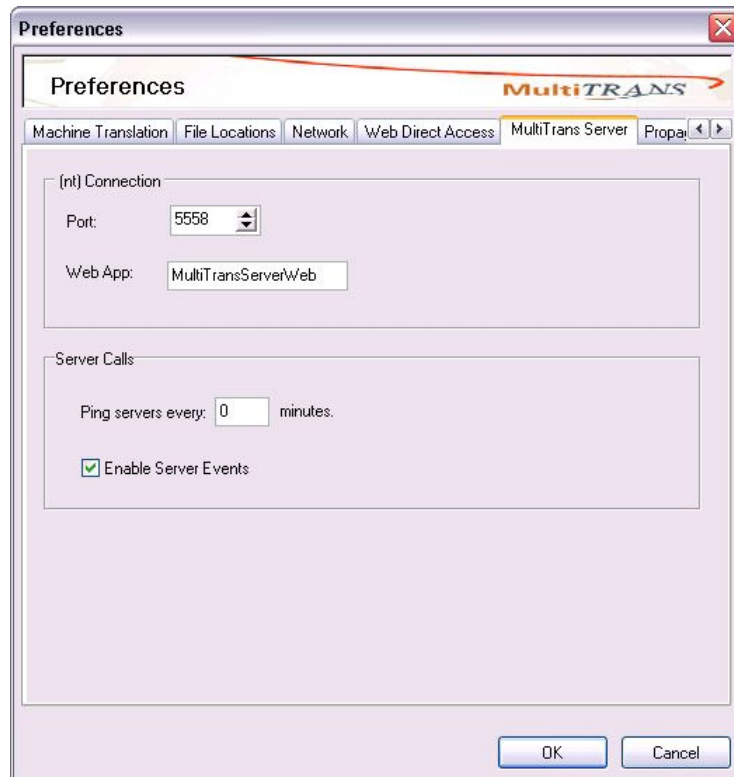 Preferences
Preferences MultiTRANS
Machine Translation File Locations Network Web Direct Access MultiTrans Server
(nt) Connection
Port: 5558
Web App: MultiTransServerWeb
Server Calls
Ping servers every: 0 minutes.
Enable Server Events
OK Cancel